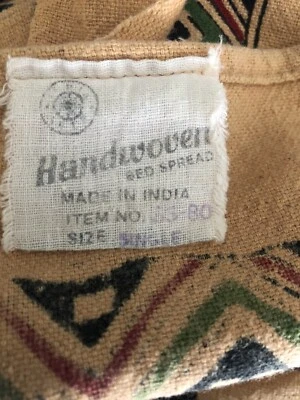 Handwoven
BED SPREAD
MADE IN INDIA
ITEM NO.
SIZE SINGLE